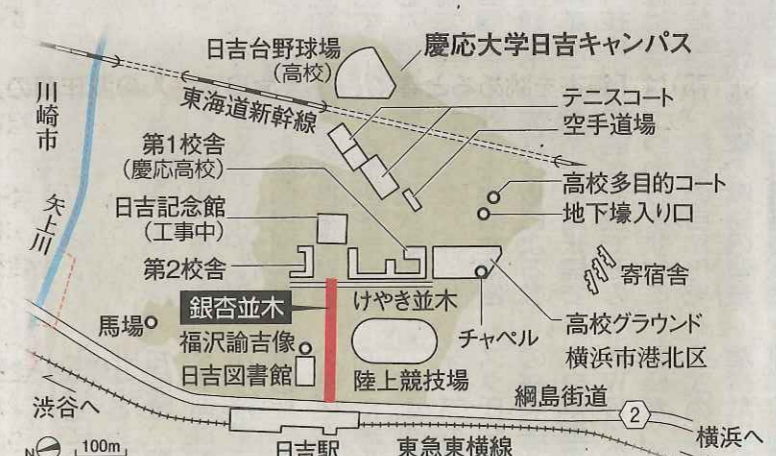 慶応大学日吉キャンパス
日吉台野球場
(高校)
東海道新幹線
テニスコート
空手道場
川崎市
矢上川
第1校舎
(慶応高校)
高校多目的コート
地下壕入り口
日吉記念館
(工事中)
第2校舎
寄宿舎
銀杏並木
けやき並木
馬場
福沢諭吉像
チャペル
高校グラウンド
横浜市港北区
日吉図書館
陸上競技場
綱島街道
渋谷へ
2
横浜へ
N
100m
日吉駅
東急東横線